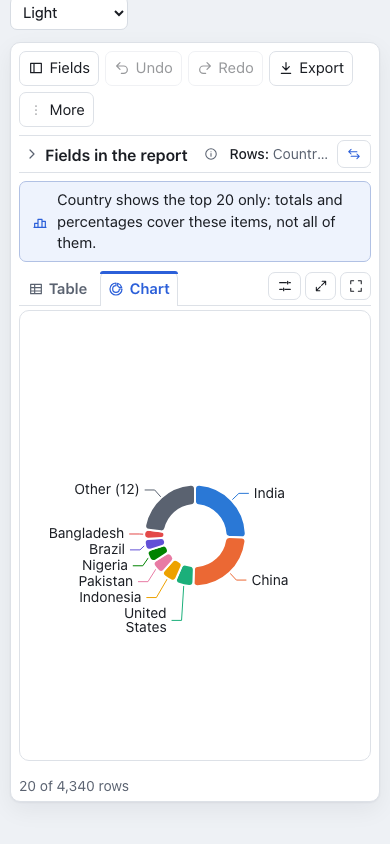 Light
Fields
Undo
Redo
Export
More
Fields in the report
Rows: Countr...
Country shows the top 20 only: totals and
percentages cover these items, not all of
them.
Table
Chart
Other (12)
India
Bangladesh
Brazil
Nigeria
Pakistan
China
Indonesia
United
States
20 of 4,340 rows